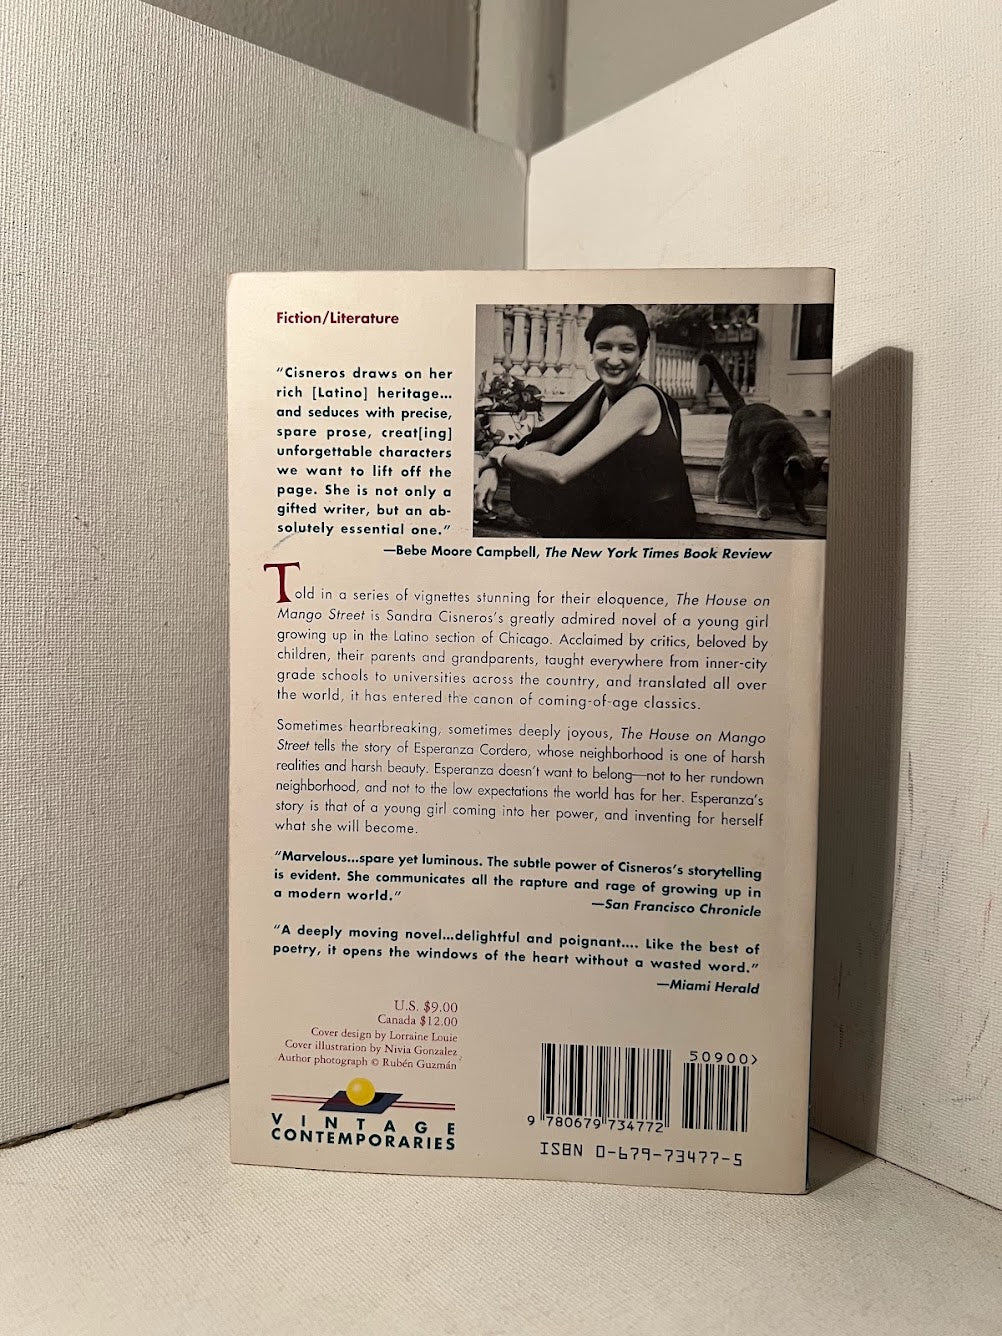 Fiction/Literature
“Cisneros draws on her
rich [Latino] heritage...
and seduces with precise,
spare prose, creat[ing]
unforgettable characters
we want to lift off the
page. She is not only a
gifted writer, but an ab-
solutely essential one.”
—Bebe Moore Campbell, The New York Times Book Review
Told in a series of vignettes stunning for their eloquence, The House on
Mango Street is Sandra Cisneros's greatly admired novel of a young girl
growing up in the Latino section of Chicago. Acclaimed by critics, beloved by
children, their parents and grandparents, taught everywhere from inner-city
grade schools to universities across the country, and translated all over
the world, it has entered the canon of coming-of-age classics.
Sometimes heartbreaking, sometimes deeply joyous, The House on Mango
Street tells the story of Esperanza Cordero, whose neighborhood is one of harsh
realities and harsh beauty. Esperanza doesn't want to belong—not to her rundown
neighborhood, and not to the low expectations the world has for her. Esperanza's
story is that of a young girl coming into her power, and inventing for herself
what she will become.
“Marvelous...spare yet luminous. The subtle power of Cisneros's storytelling
is evident. She communicates all the rapture and rage of growing up in
a modern world.”
—San Francisco Chronicle
“A deeply moving novel...delightful and poignant.... Like the best of
poetry, it opens the windows of the heart without a wasted word.”
—Miami Herald
U.S. $9.00
Canada $12.00
Cover design by Lorraine Louie
Cover illustration by Nivia Gonzalez
Author photograph © Rubén Guzmán
VINTAGE
CONTEMPORARIES
50900>
9 780679 734772
ISBN 0-679-73477-5